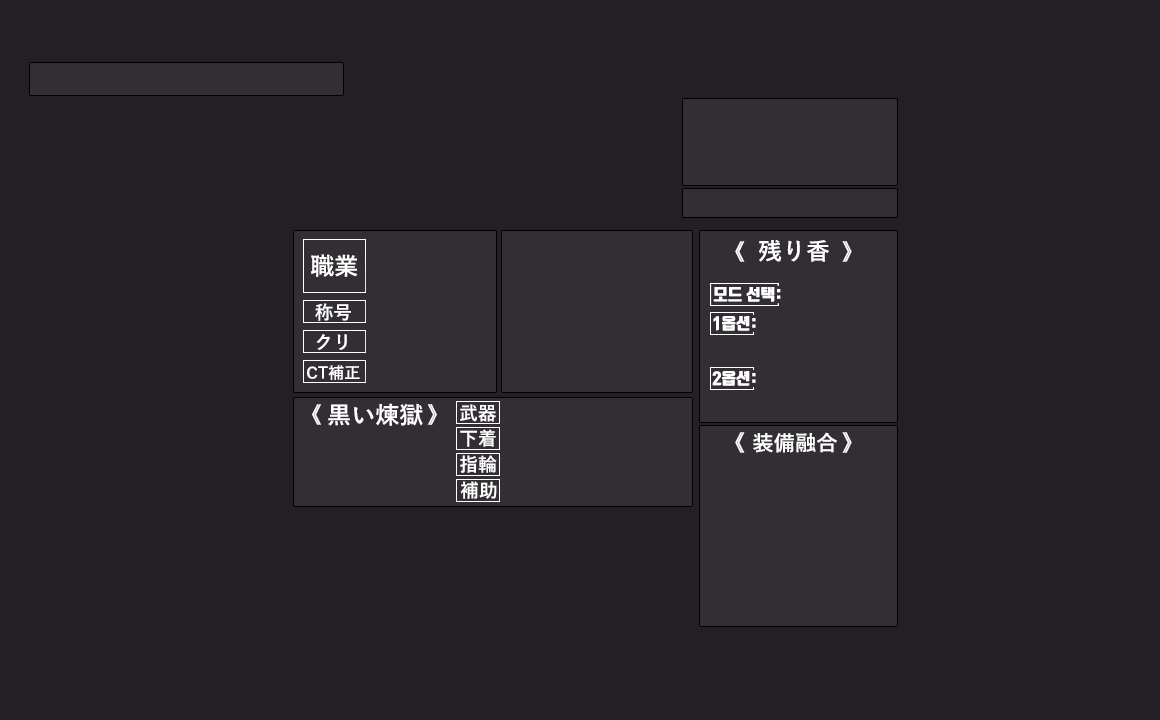 職業
称号
クリ
CT補正
《 黒い煉獄 》
武器
下着
指輪
補助
《 残り香 》
모드 선택:
1옵션:
2옵션:
《 装備融合 》